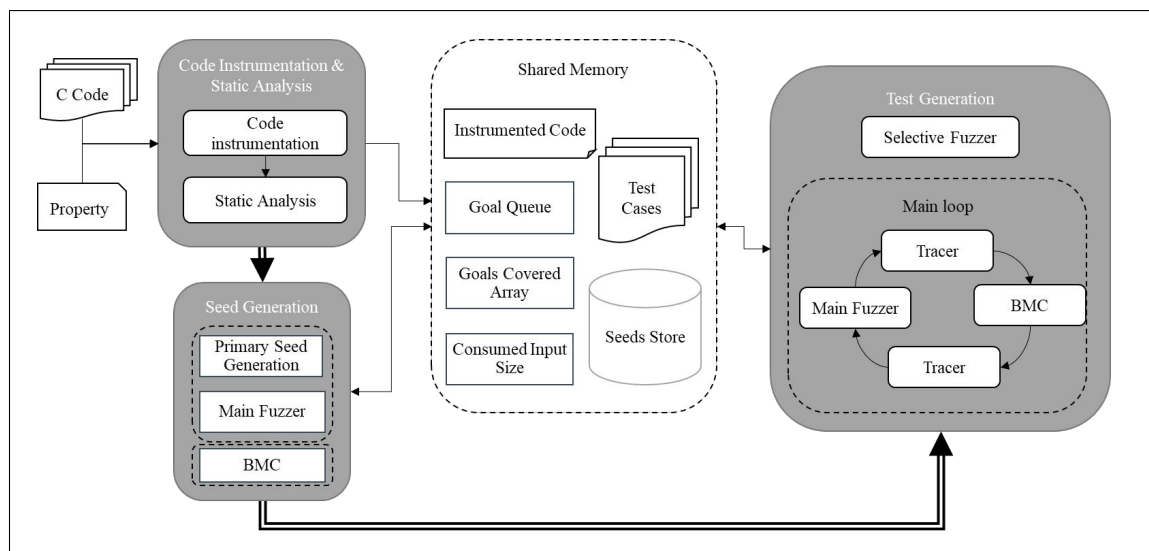 C Code
Property
Code Instrumentation &
Static Analysis
Code
instrumentation
Static Analysis
Seed Generation
Primary Seed
Generation
Main Fuzzer
BMC
Shared Memory
Instrumented Code
Test
Cases
Goal Queue
Goals Covered
Array
Consumed Input
Size
Seeds Store
Test Generation
Selective Fuzzer
Main loop
Tracer
Main Fuzzer
BMC
Tracer